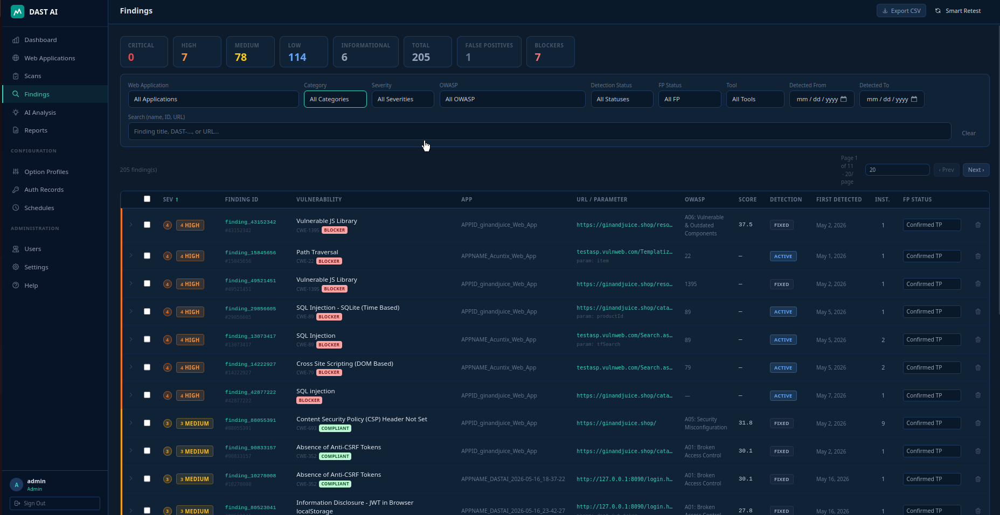 DAST AI
Findings
Export CSV
Smart Retest
Dashboard
Web Applications
Scans
Findings
AI Analysis
Reports
CONFIGURATION
Option Profiles
Auth Records
Schedules
ADMINISTRATION
Users
Settings
Help
A
admin
Admin
Sign Out
CRITICAL
0
HIGH
7
MEDIUM
78
LOW
114
INFORMATIONAL
6
TOTAL
205
FALSE POSITIVES
1
BLOCKERS
7
Web Application
All Applications
Category
All Categories
Severity
All Severities
OWASP
All OWASP
Detection Status
All Statuses
FP Status
All FP
Tool
All Tools
Detected From
mm / dd / yyyy
Detected To
mm / dd / yyyy
Search (name, ID, URL)
Finding title, DAST-..., or URL...
Clear
205 finding(s)
Page 1
of 11
· 20/
page
20
‹ Prev
Next ›
SEV ↑ FINDING ID VULNERABILITY APP URL / PARAMETER OWASP SCORE DETECTION FIRST DETECTED INST. FP STATUS
4 4 HIGH finding_43152342 Vulnerable JS Library APPID_ginandjuice_Web_App https://ginandjuice.shop/reso… A06: Vulnerable & Outdated Components 37.5 FIXED May 2, 2026 1 Confirmed TP
#43152342 CWE-1395 BLOCKER
4 4 HIGH finding_15845656 Path Traversal APPNAME_Acuntix_Web_App testasp.vulnweb.com/Templatiz… 22 — ACTIVE May 1, 2026 1 Confirmed TP
#15845656 CWE-22 BLOCKER param: item
4 4 HIGH finding_49521451 Vulnerable JS Library APPID_ginandjuice_Web_App https://ginandjuice.shop/reso… 1395 — FIXED May 2, 2026 1 Confirmed TP
#49521451 CWE-1395 BLOCKER
4 4 HIGH finding_29856605 SQL Injection - SQLite (Time Based) APPID_ginandjuice_Web_App https://ginandjuice.shop/cata… 89 — ACTIVE May 5, 2026 1 Confirmed TP
#29856605 CWE-89 BLOCKER param: productId
4 4 HIGH finding_13073417 SQL Injection APPNAME_Acuntix_Web_App testasp.vulnweb.com/Search.as… 89 — ACTIVE May 5, 2026 2 Confirmed TP
#13073417 CWE-89 BLOCKER param: tfSearch
4 4 HIGH finding_14222927 Cross Site Scripting (DOM Based) APPNAME_Acuntix_Web_App testasp.vulnweb.com/Search.as… 79 — ACTIVE May 5, 2026 2 Confirmed TP
#14222927 CWE-79 BLOCKER
4 4 HIGH finding_42877222 SQL injection APPID_ginandjuice_Web_App https://ginandjuice.shop/cata… — — ACTIVE May 7, 2026 1 Confirmed TP
#42877222 BLOCKER
3 3 MEDIUM finding_88055391 Content Security Policy (CSP) Header Not Set APPID_ginandjuice_Web_App https://ginandjuice.shop/ A05: Security Misconfiguration 31.8 FIXED May 2, 2026 9 Confirmed TP
#88055391 CWE-693 COMPLIANT
3 3 MEDIUM finding_90833157 Absence of Anti-CSRF Tokens APPID_ginandjuice_Web_App https://ginandjuice.shop/cata… A01: Broken Access Control 30.1 FIXED May 2, 2026 1 Confirmed TP
#90833157 CWE-352 COMPLIANT
3 3 MEDIUM finding_10278008 Absence of Anti-CSRF Tokens APPNAME_DASTAI_2026-05-16_18-37-22 http://127.0.0.1:8090/login.h… A01: Broken Access Control 30.1 FIXED May 16, 2026 1 Confirmed TP
#10278008 CWE-352 COMPLIANT
3 3 MEDIUM finding_80523041 Information Disclosure - JWT in Browser localStorage APPNAME_DASTAI_2026-05-16_23-42-27 http://127.0.0.1:8090/login.h… A01: Broken Access Control 27.8 FIXED May 16, 2026 1 Confirmed TP